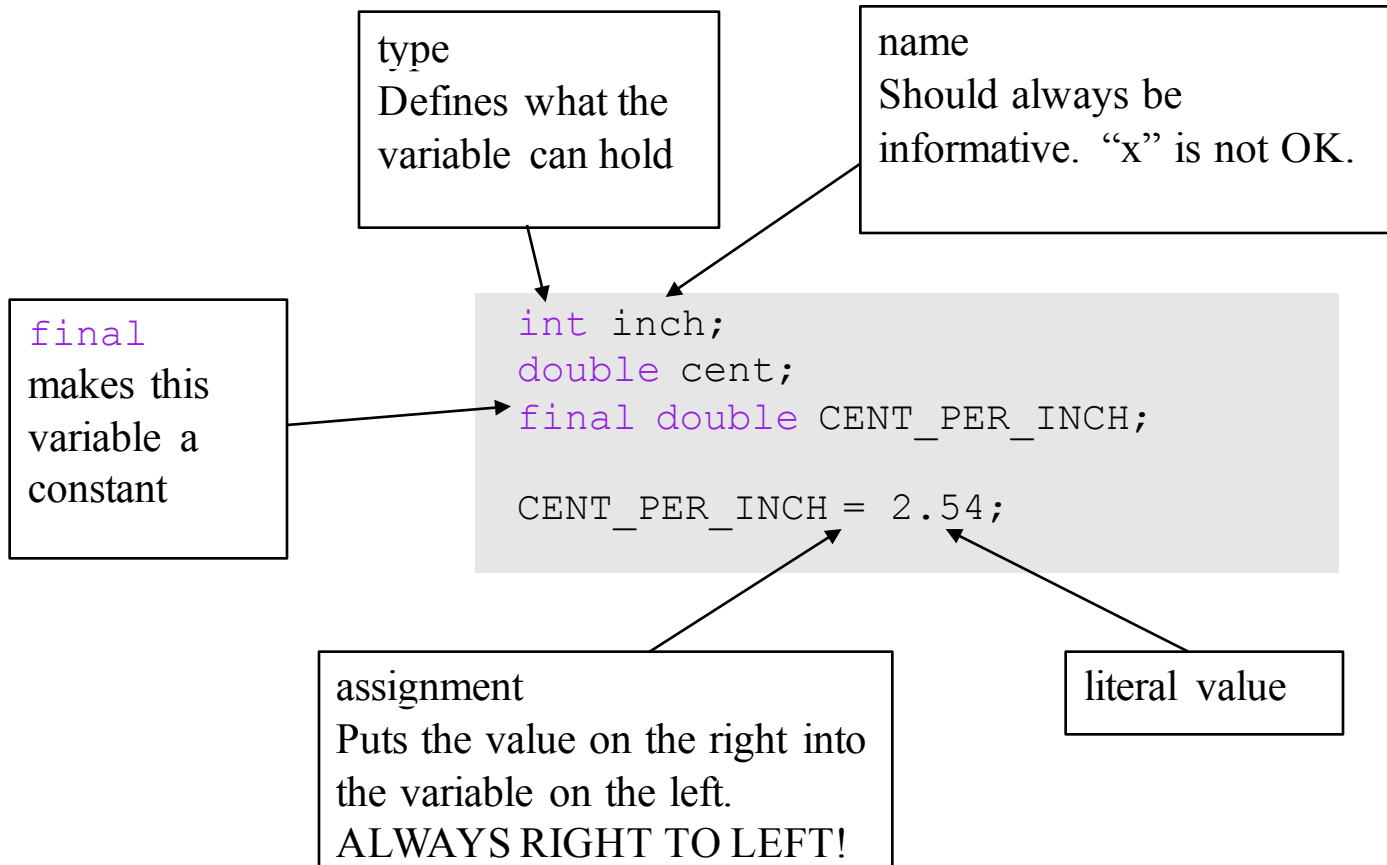 type
Defines what the
variable can hold
name
Should always be
informative. “x” is not OK.
final
makes this
variable a
constant
int inch;
double cent;
final double CENT_PER_INCH;
CENT_PER_INCH = 2.54;
assignment
Puts the value on the right into
the variable on the left.
ALWAYS RIGHT TO LEFT!
literal value